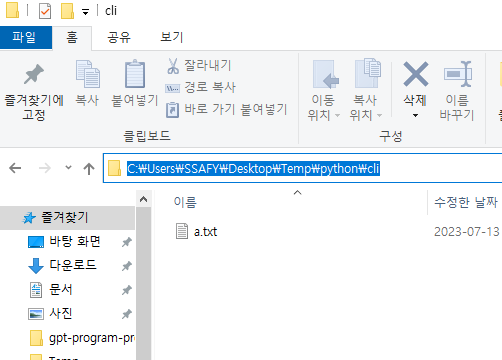 cli
파일 홈 공유 보기
즐겨찾기에
고정
복사
붙여넣기
잘라내기
경로 복사
바로 가기 붙여넣기
클립보드
이동
위치
복사
위치
삭제
이름
바꾸기
구성
C:₩Users₩SSAFY₩Desktop₩Temp₩python₩cli
이름 수정한 날짜
a.txt 2023-07-13
즐겨찾기
바탕 화면
다운로드
문서
사진
gpt-program-pr